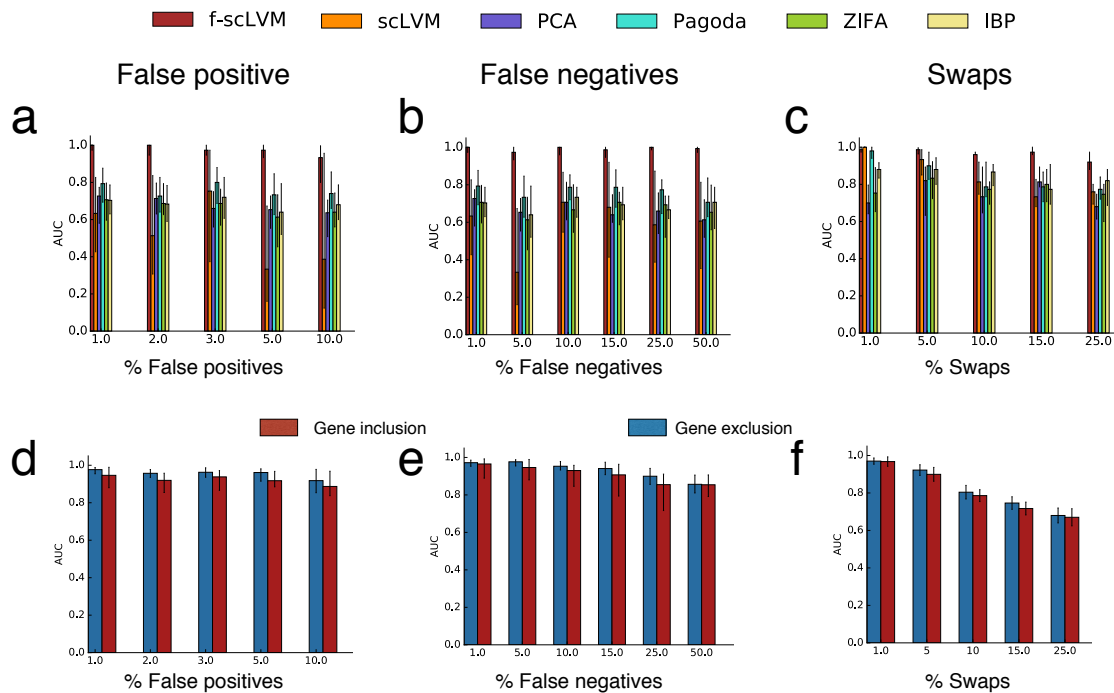 f-scLVM scLVM PCA Pagoda ZIFA IBP
False positive False negatives Swaps
a b c
1.0 0.8 0.6 0.4 0.2 0.0
AUC
1.0 2.0 3.0 5.0 10.0
% False positives
1.0 0.8 0.6 0.4 0.2 0.0
AUC
1.0 5.0 10.0 15.0 25.0 50.0
% False negatives
1.0 0.8 0.6 0.4 0.2 0.0
AUC
1.0 5.0 10.0 15.0 25.0
% Swaps
Gene inclusion Gene exclusion
d e f
1.0 0.8 0.6 0.4 0.2 0.0
AUC
1.0 2.0 3.0 5.0 10.0
% False positives
1.0 0.8 0.6 0.4 0.2 0.0
AUC
1.0 5.0 10.0 15.0 25.0 50.0
% False negatives
1.0 0.8 0.6 0.4 0.2 0.0
AUC
1.0 5 10 15.0 25.0
% Swaps